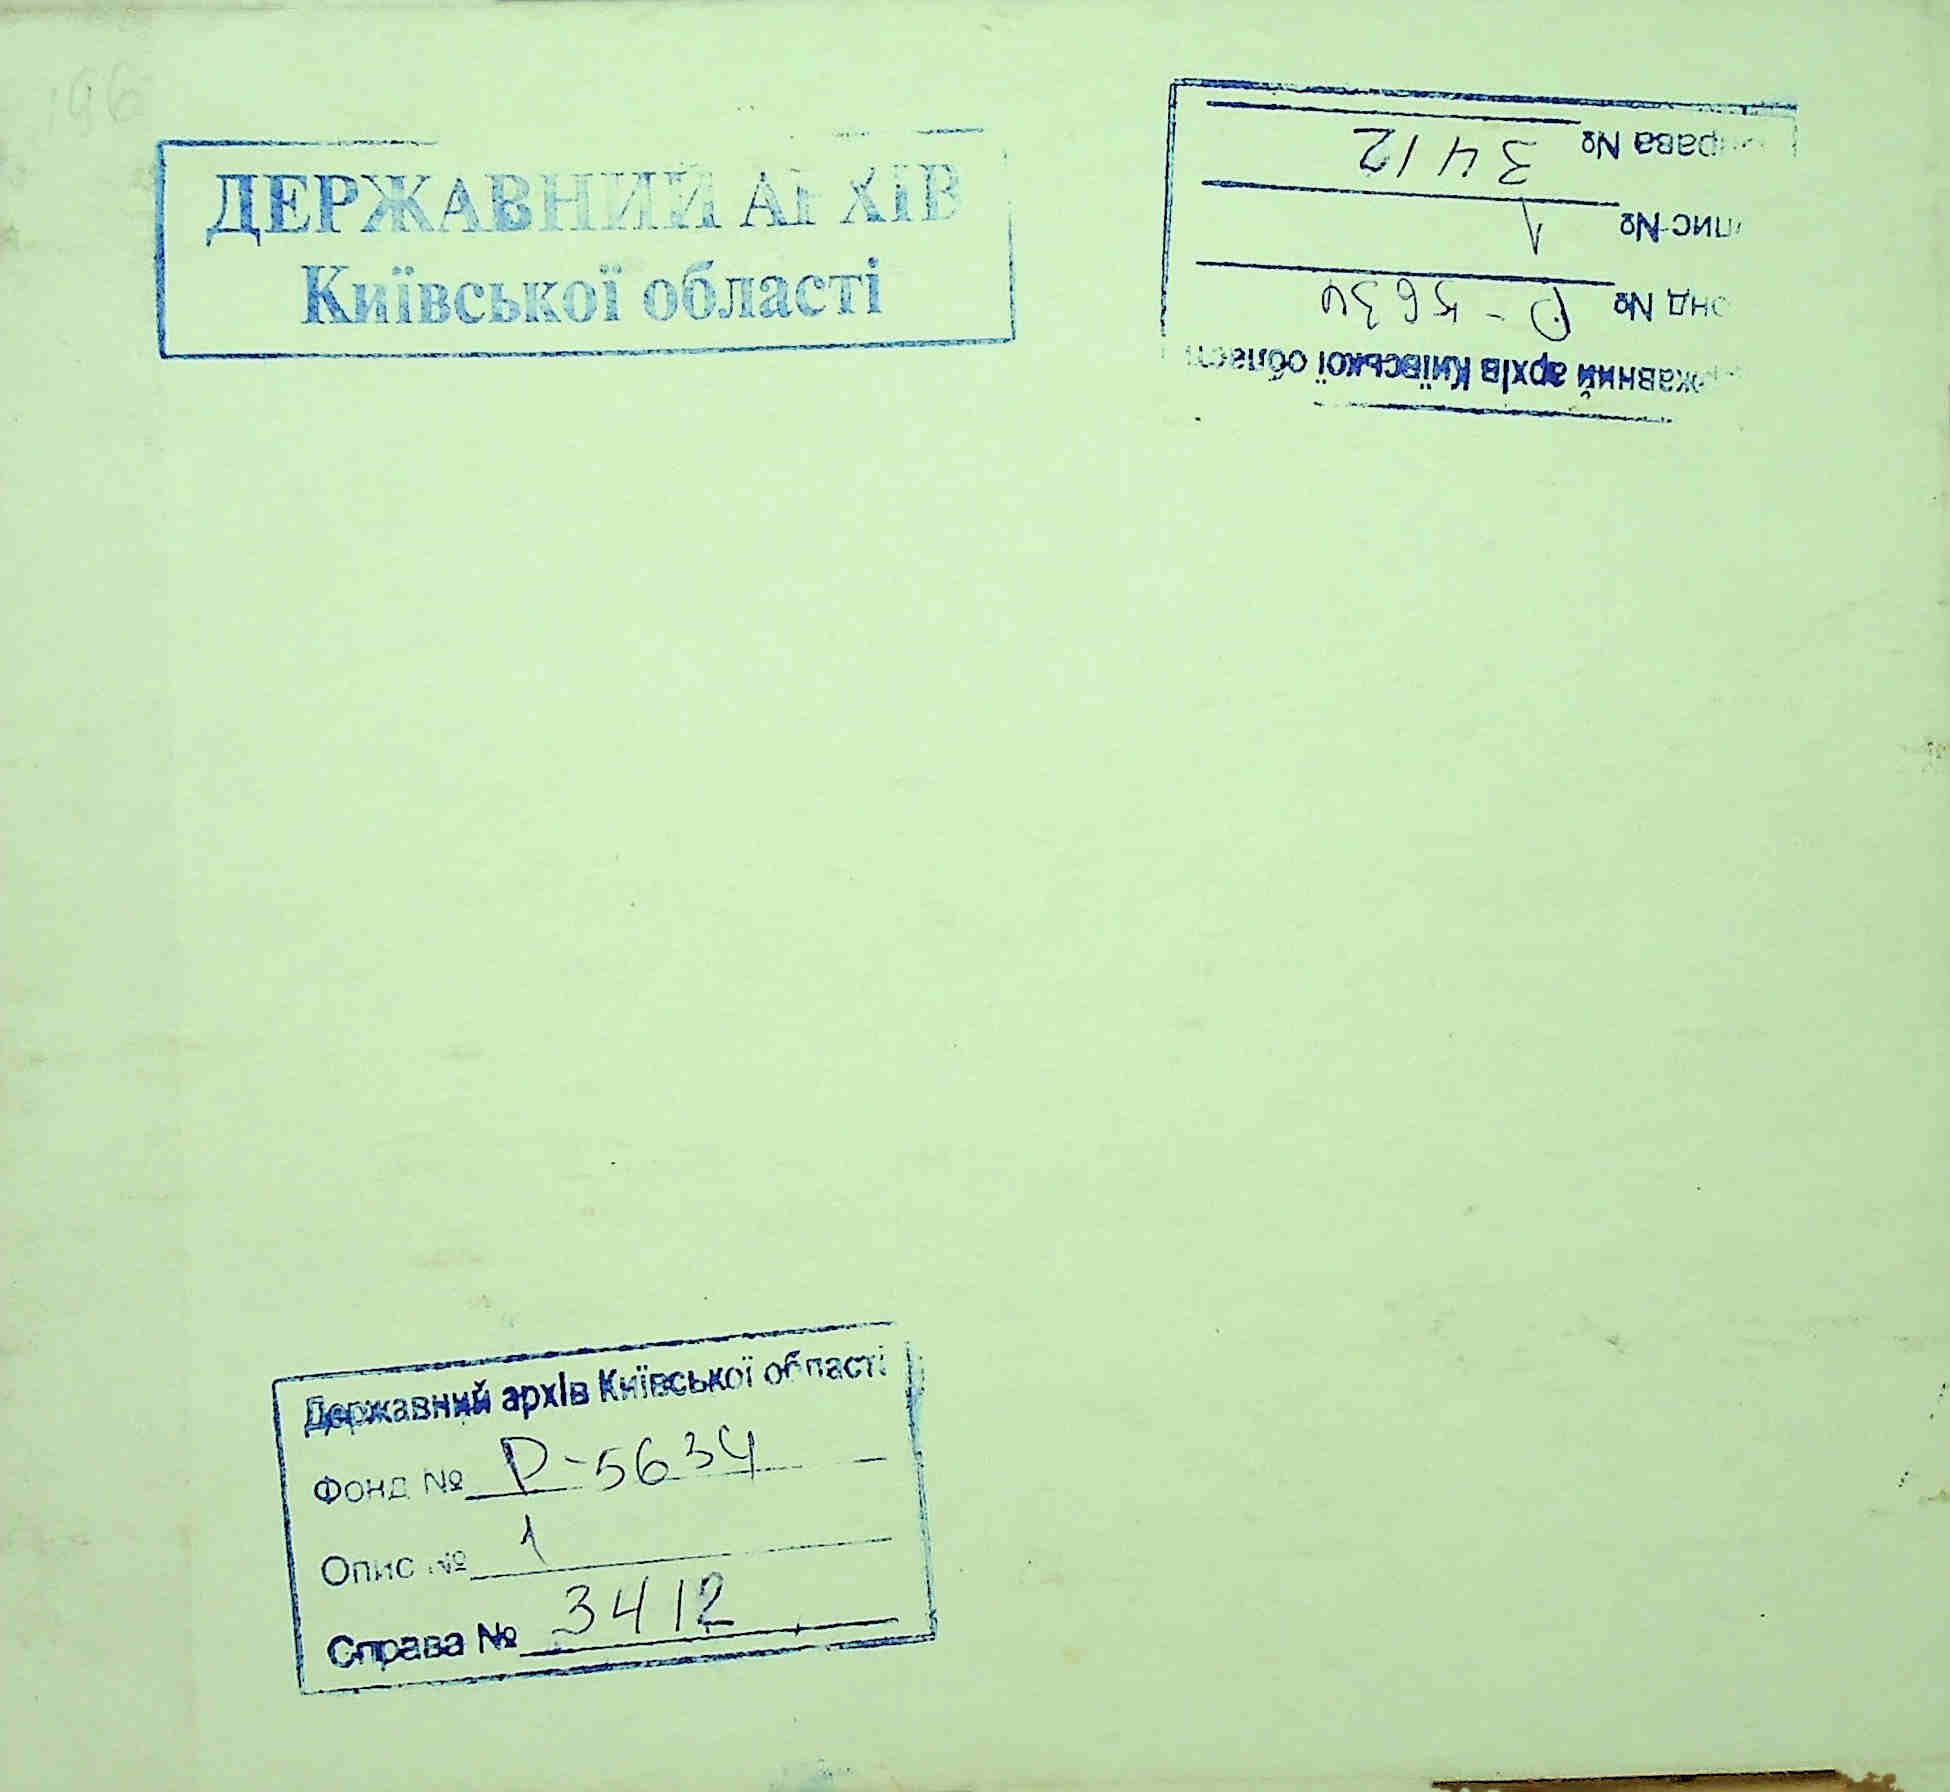 196
ДЕРЖАВНИЙ АРХІВ
Київської області
Державний архів Київської області
Фонд № Р-5634
Опис № 1
Справа № 3412
Державний архів Київської області
Фонд № Р-5634
Опис № 1
Справа № 3412